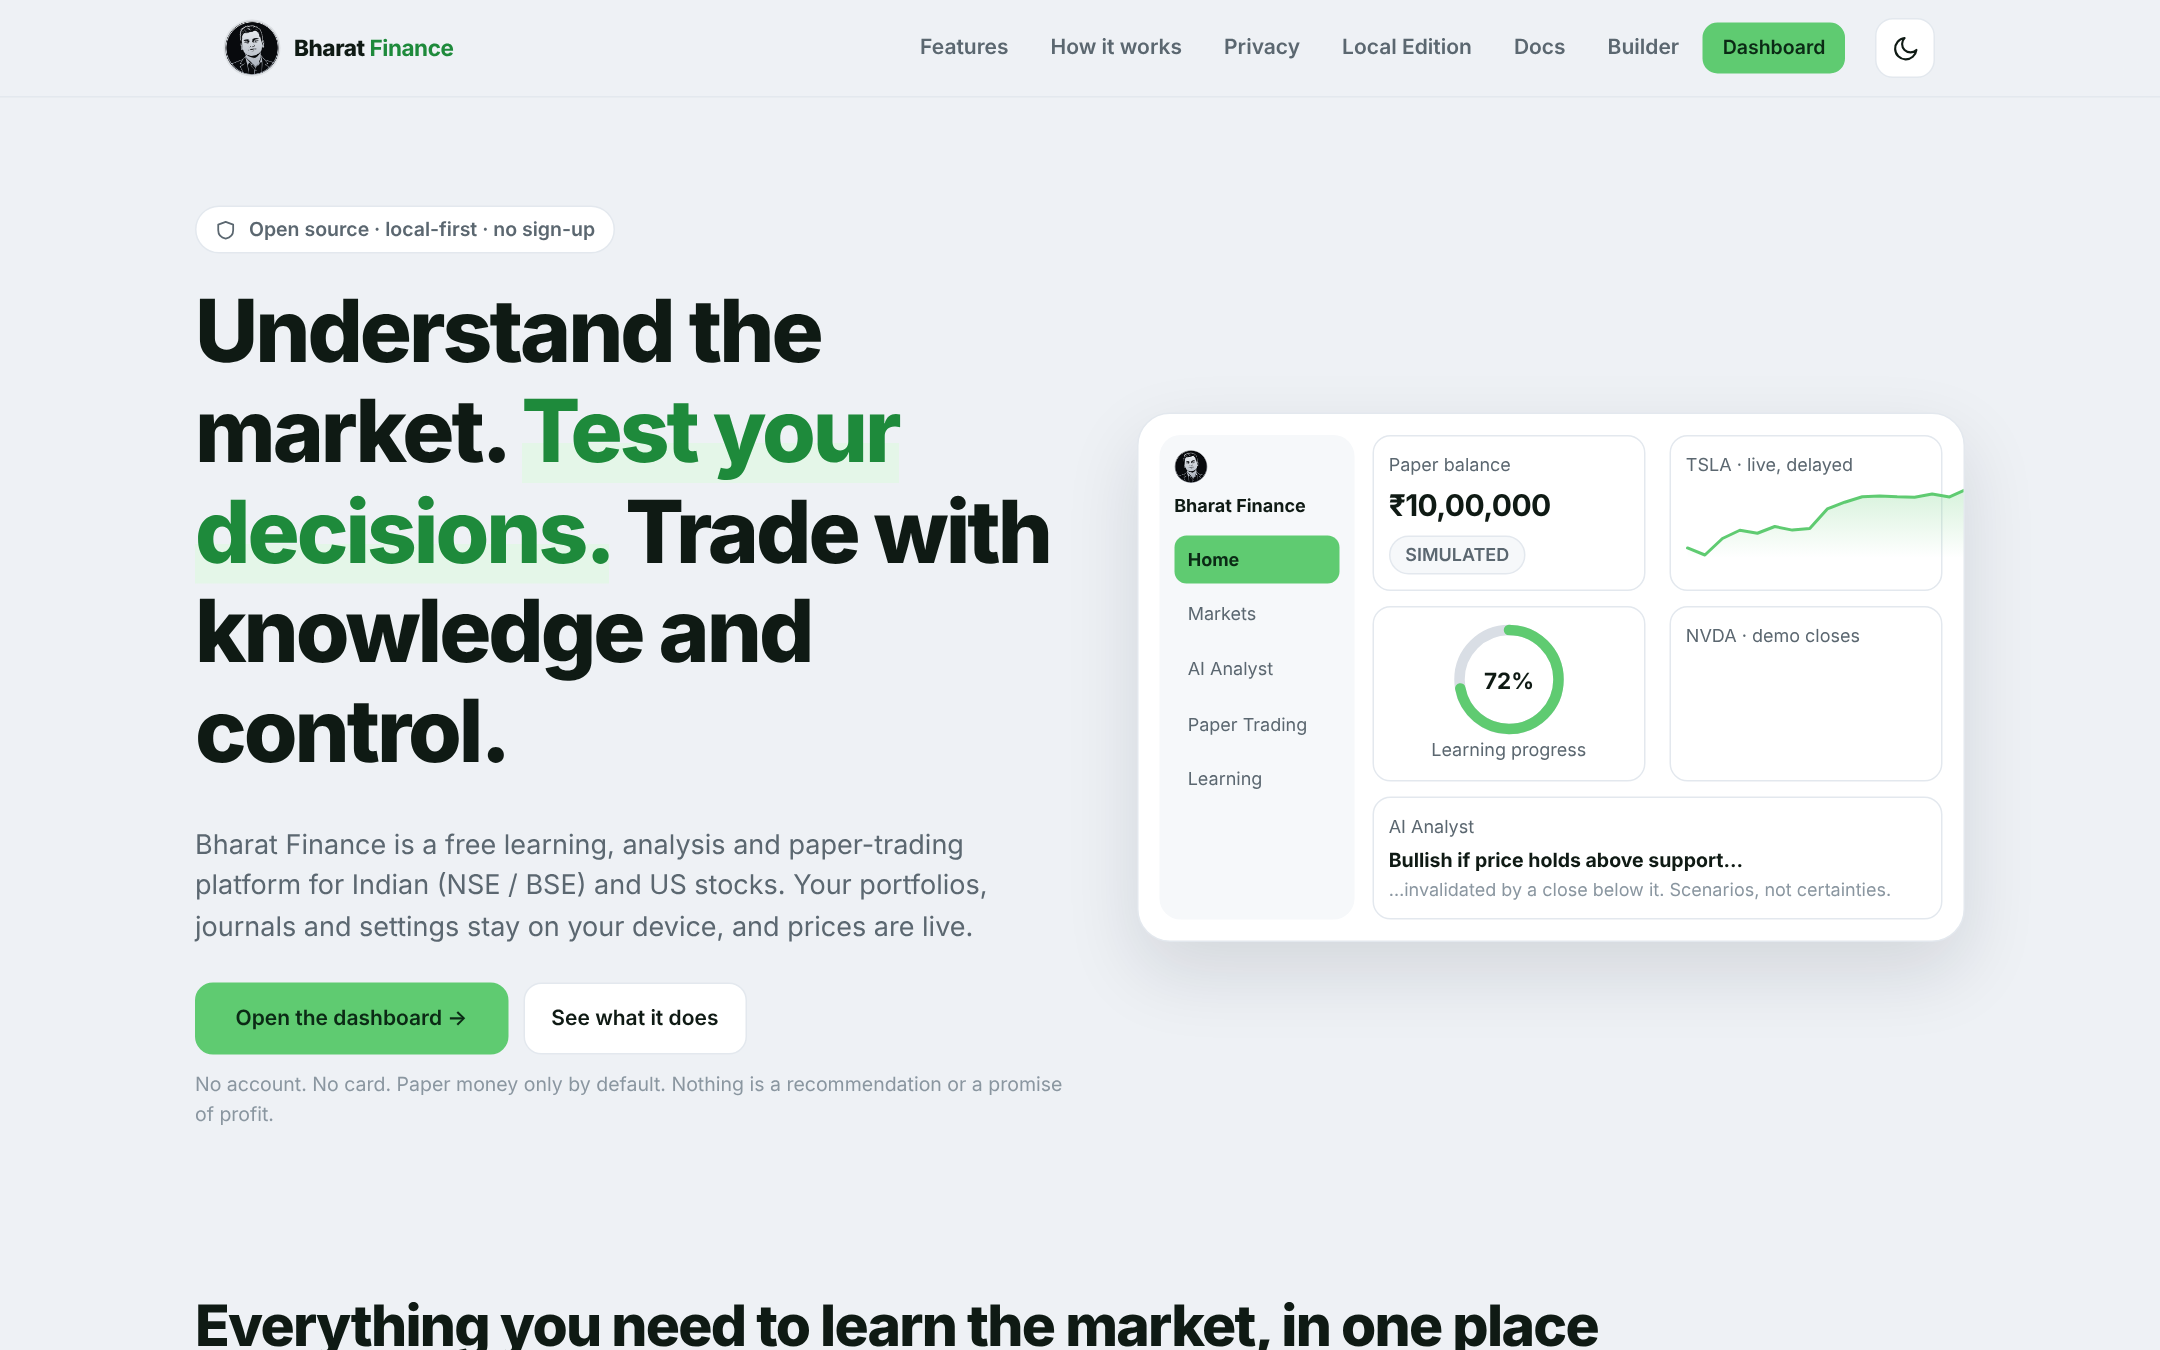 Bharat Finance
Features
How it works
Privacy
Local Edition
Docs
Builder
Dashboard
Open source · local-first · no sign-up
Understand the
market. Test your
decisions. Trade with
knowledge and
control.
Bharat Finance is a free learning, analysis and paper-trading
platform for Indian (NSE / BSE) and US stocks. Your portfolios,
journals and settings stay on your device, and prices are live.
Open the dashboard →
See what it does
No account. No card. Paper money only by default. Nothing is a recommendation or a promise
of profit.
Bharat Finance
Home
Markets
AI Analyst
Paper Trading
Learning
Paper balance
₹10,00,000
SIMULATED
TSLA · live, delayed
72%
Learning progress
NVDA · demo closes
AI Analyst
Bullish if price holds above support...
...invalidated by a close below it. Scenarios, not certainties.
Everything you need to learn the market, in one place